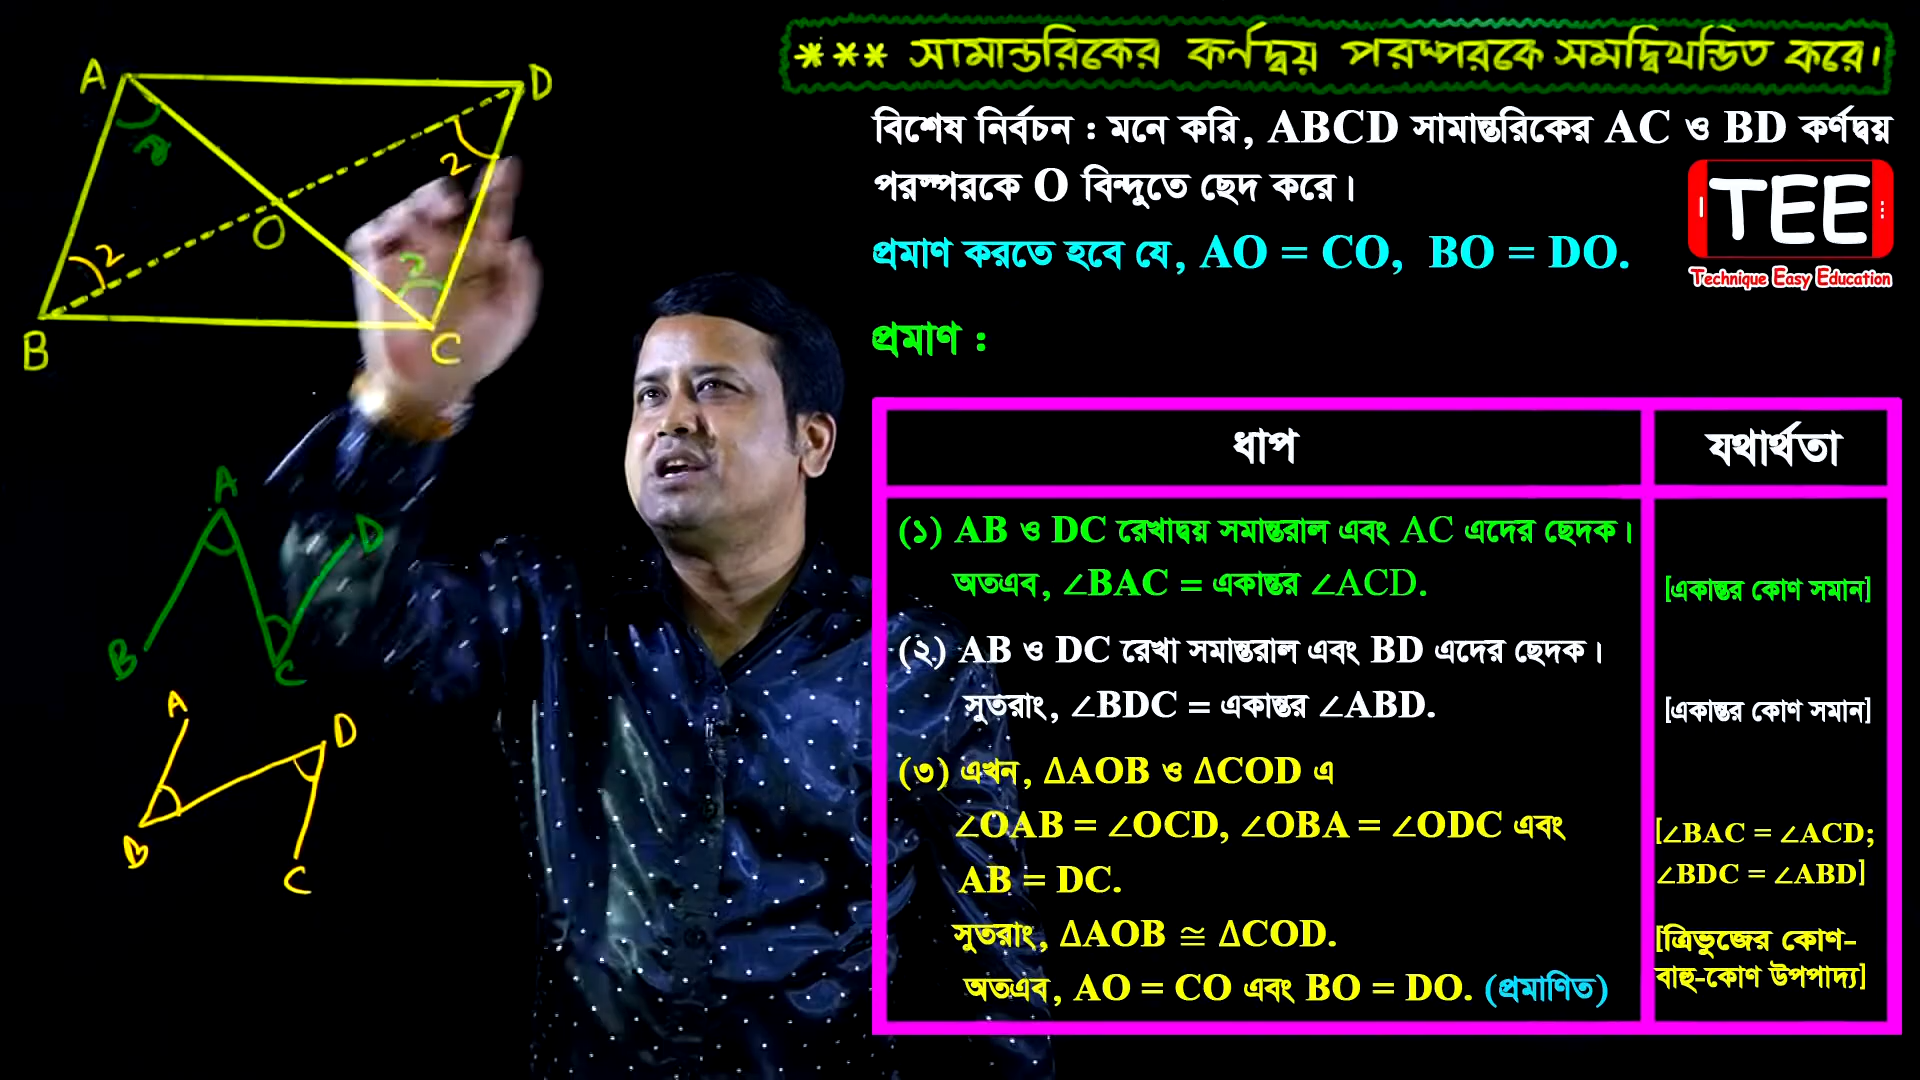 *** সামান্তরিকের কর্ণদ্বয় পরস্পরকে সমদ্বিখন্ডিত করে।
বিশেষ নির্বচন : মনে করি, ABCD সামান্তরিকের AC ও BD কর্ণদ্বয়
পরস্পরকে O বিন্দুতে ছেদ করে।
প্রমাণ করতে হবে যে, AO = CO, BO = DO.
TEE
Technique Easy Education
প্রমাণ :
ধাপ
যথার্থতা
(১) AB ও DC রেখাদ্বয় সমান্তরাল এবং AC এদের ছেদক।
অতএব, ∠BAC = একান্তর ∠ACD.
[একান্তর কোণ সমান]
(২) AB ও DC রেখা সমান্তরাল এবং BD এদের ছেদক।
সুতরাং, ∠BDC = একান্তর ∠ABD.
[একান্তর কোণ সমান]
(৩) এখন, ΔAOB ও ΔCOD এ
∠OAB = ∠OCD, ∠OBA = ∠ODC এবং
AB = DC.
[∠BAC = ∠ACD;
∠BDC = ∠ABD]
সুতরাং, ΔAOB ≅ ΔCOD.
অতএব, AO = CO এবং BO = DO. (প্রমাণিত)
[ত্রিভুজের কোণ-
বাহু-কোণ উপপাদ্য]
A
D
2
2
O
B
C
A
D
B
C
A
D
B
C